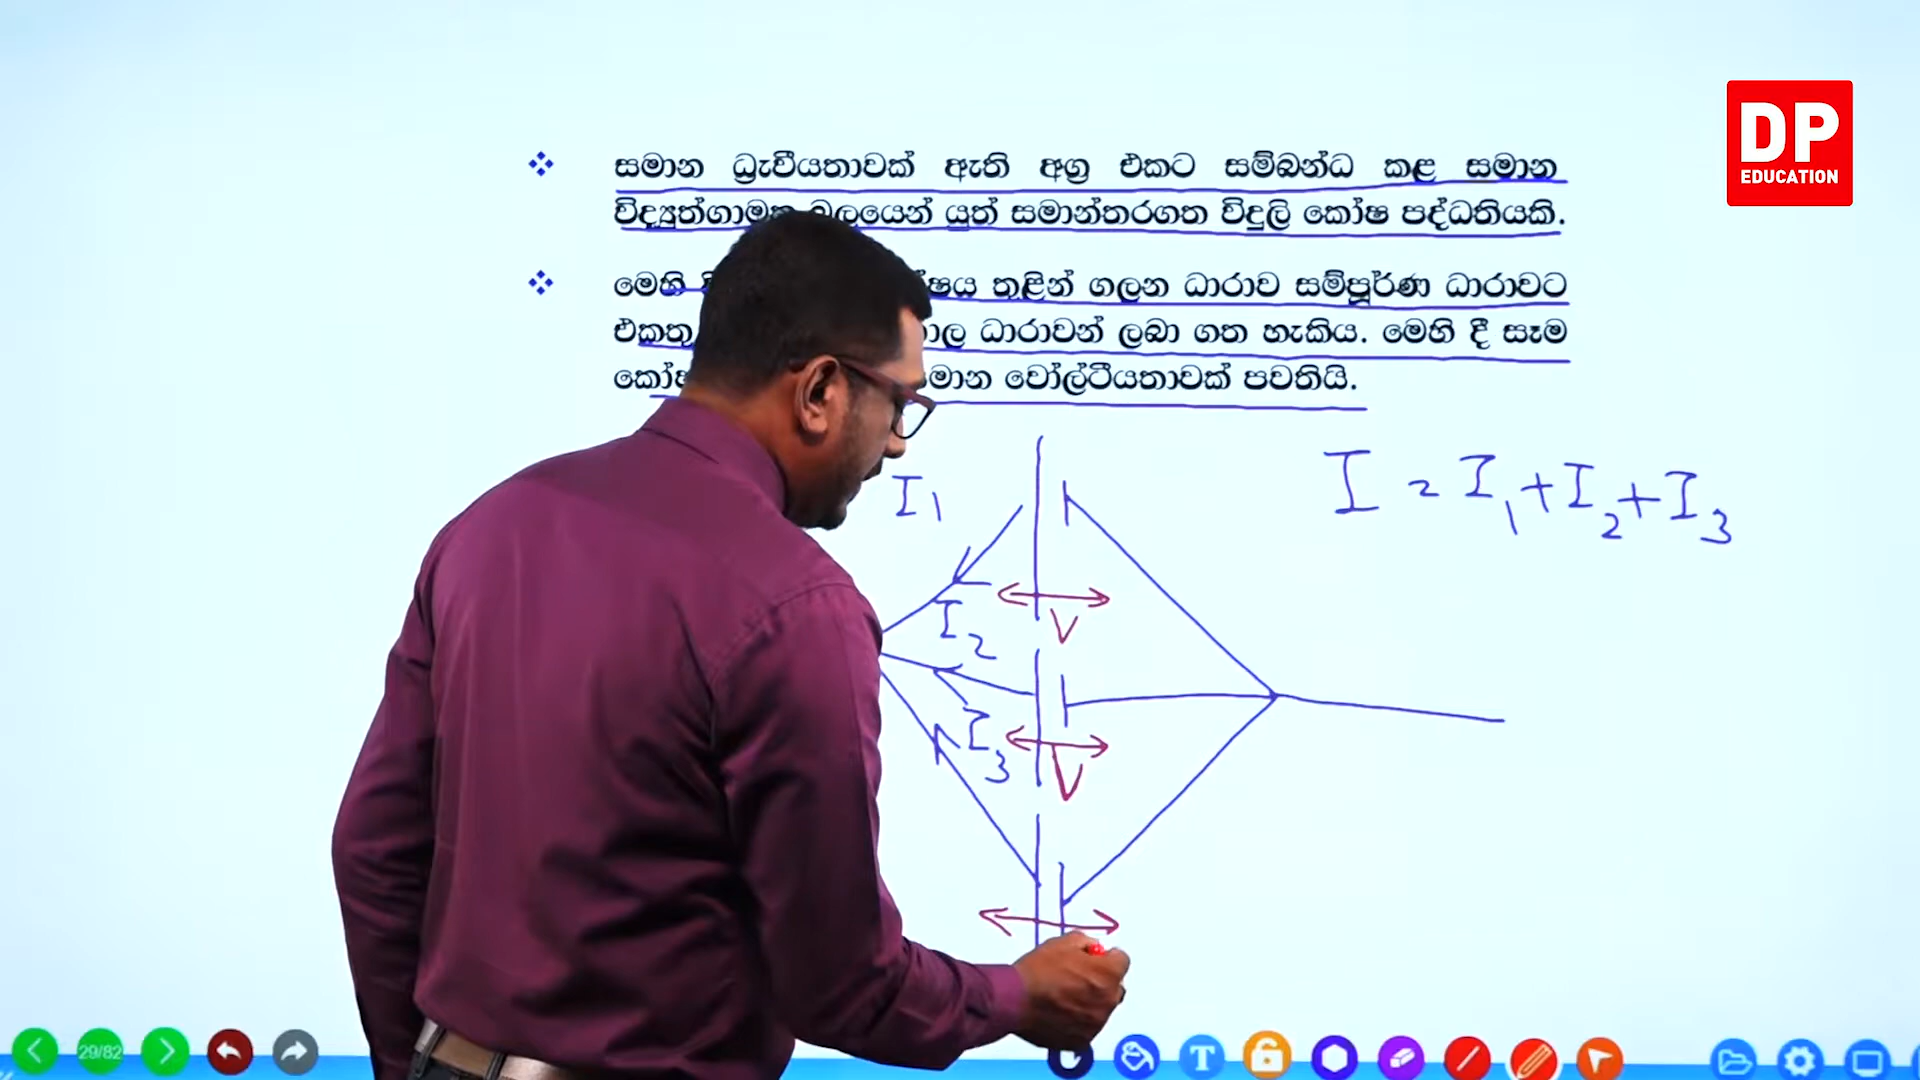 DP
EDUCATION
සමාන ධ්‍රැවීයතාවක් ඇති අග්‍ර එකට සම්බන්ධ කළ සමාන
විද්‍යුත්ගාමක බලයෙන් යුත් සමාන්තරගත විදුලි කෝෂ පද්ධතියකි.
මෙහි තුළින් ගලන ධාරාව සම්පූර්ණ ධාරාවට
එකතු ධාරාවන් ලබා ගත හැකිය. මෙහි දී සෑම
සමාන වෝල්ටීයතාවක් පවතියි.
I = I₁ + I₂ + I₃
I₁
V
I₂
I₃
V
29/82
T